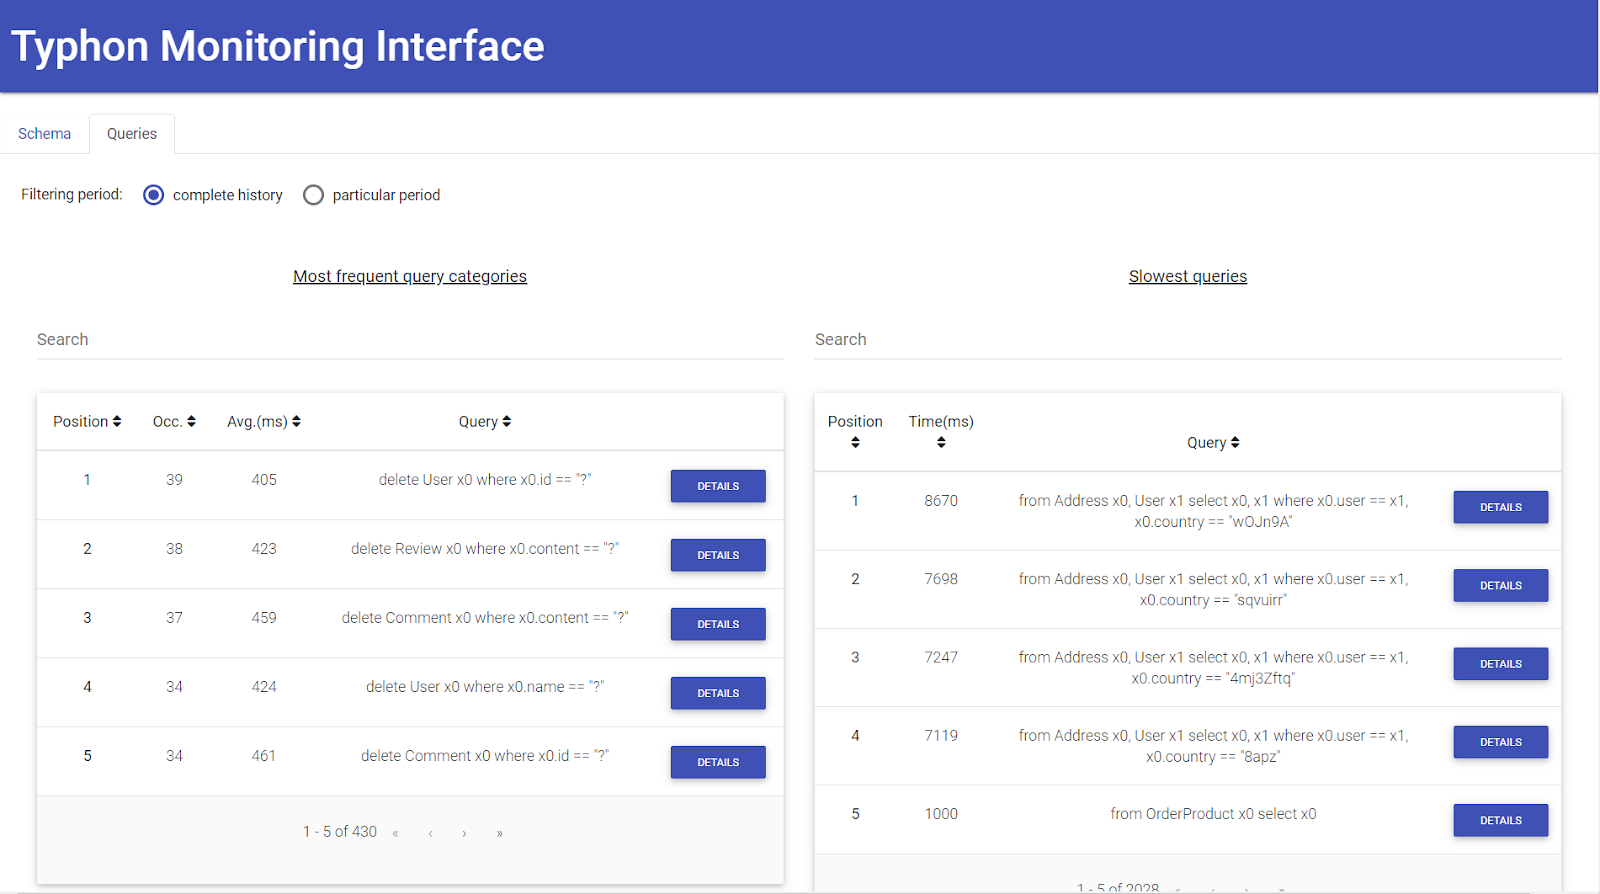 Typhon Monitoring Interface
Schema Queries
Filtering period: complete history particular period
Most frequent query categories
Search
Position Occ. Avg.(ms) Query
1 39 405 delete User x0 where x0.id == "?" DETAILS
2 38 423 delete Review x0 where x0.content == "?" DETAILS
3 37 459 delete Comment x0 where x0.content == "?" DETAILS
4 34 424 delete User x0 where x0.name == "?" DETAILS
5 34 461 delete Comment x0 where x0.id == "?" DETAILS
1 - 5 of 430 « ‹ › »
Slowest queries
Search
Position Time(ms)
Query
1 8670 from Address x0, User x1 select x0, x1 where x0.user == x1, DETAILS
x0.country == "wOJn9A"
2 7698 from Address x0, User x1 select x0, x1 where x0.user == x1, DETAILS
x0.country == "sqvuirr"
3 7247 from Address x0, User x1 select x0, x1 where x0.user == x1, DETAILS
x0.country == "4mj3Zftq"
4 7119 from Address x0, User x1 select x0, x1 where x0.user == x1, DETAILS
x0.country == "8apz"
5 1000 from OrderProduct x0 select x0 DETAILS
1 - 5 of 2028 « ‹ › »